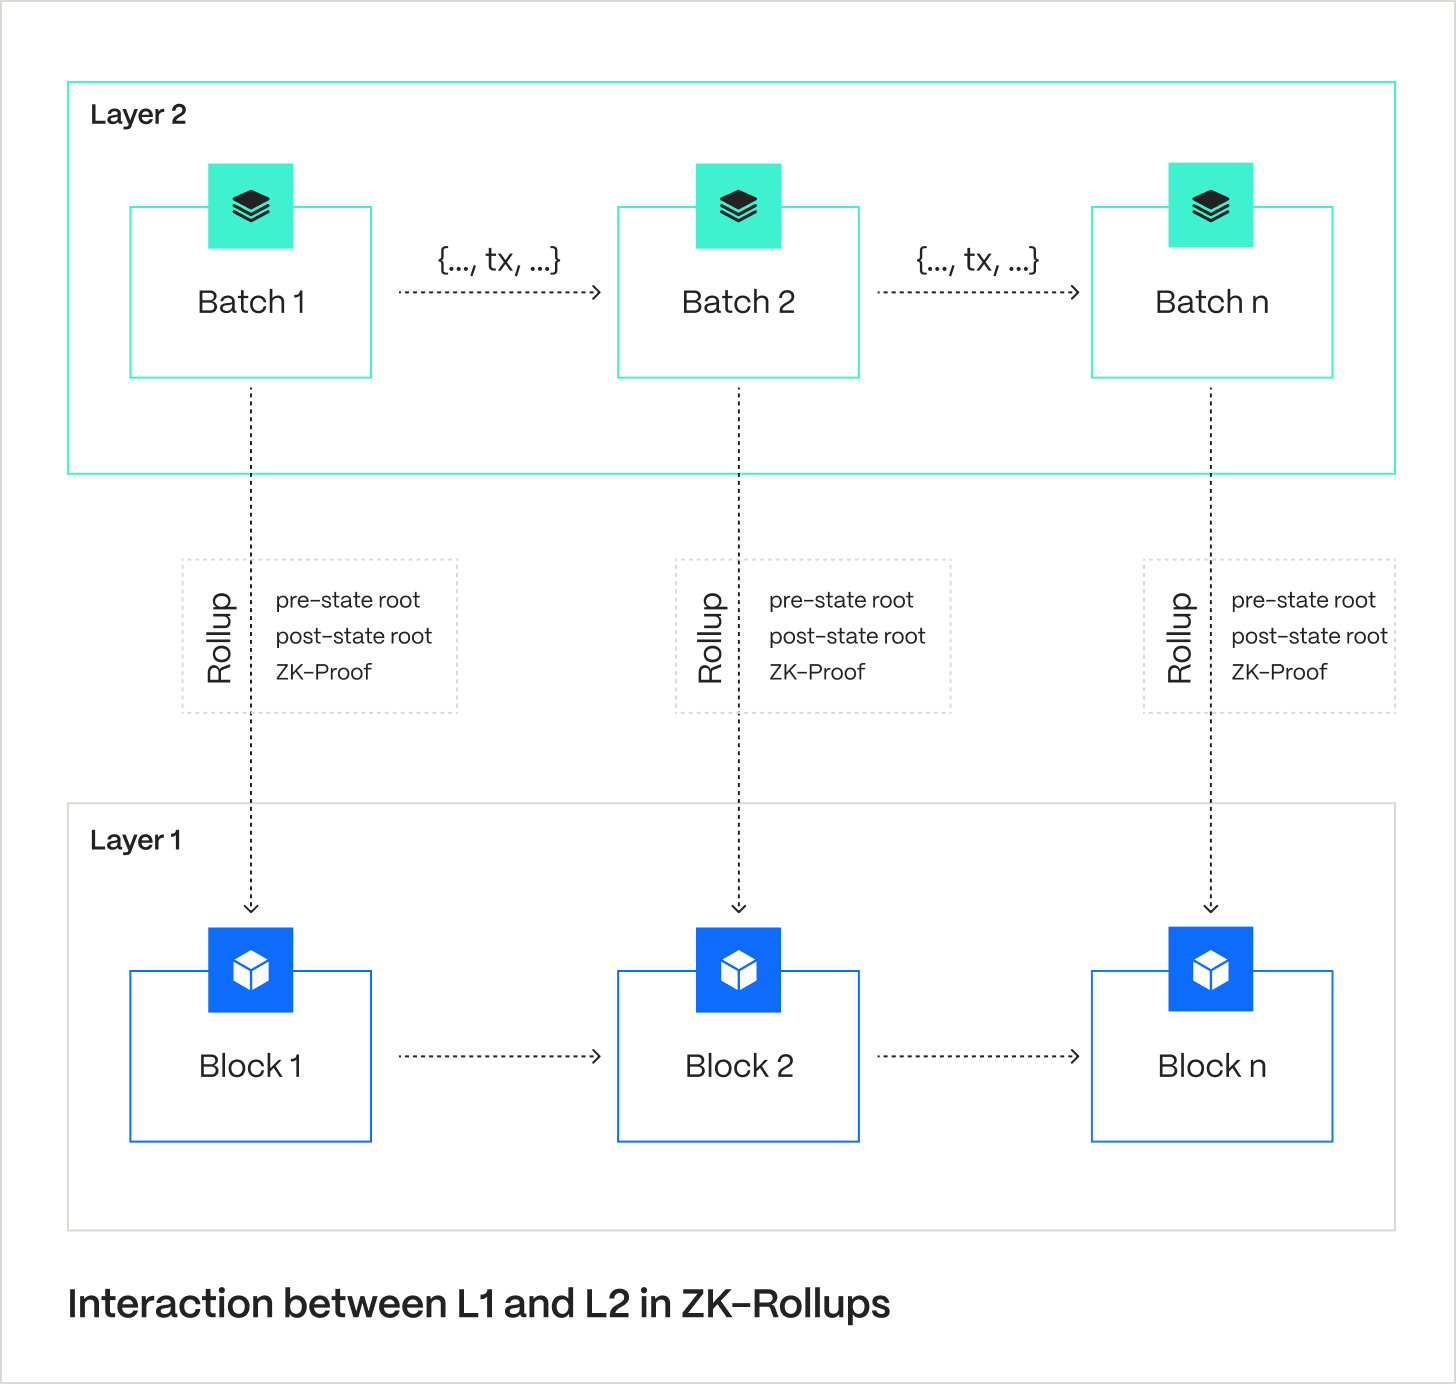 Layer 2
{..., tx, ...}
{..., tx, ...}
Batch 1
Batch 2
Batch n
Rollup
pre-state root
post-state root
ZK-Proof
Rollup
pre-state root
post-state root
ZK-Proof
Rollup
pre-state root
post-state root
ZK-Proof
Layer 1
Block 1
Block 2
Block n
Interaction between L1 and L2 in ZK-Rollups